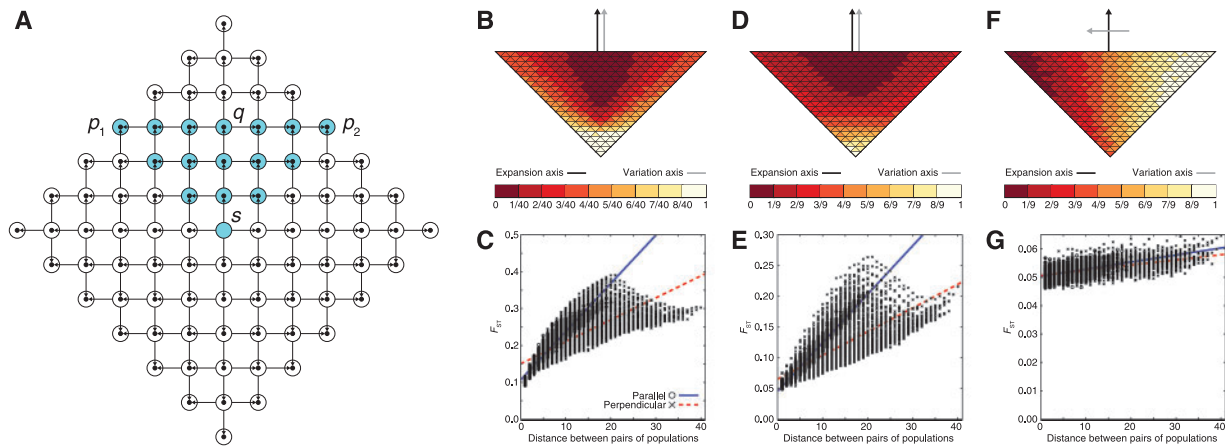 A
p1
q
p2
s
B
Expansion axis
Variation axis
0 1/40 2/40 3/40 4/40 5/40 6/40 7/40 8/40 1
C
0.5
0.4
0.3
0.2
0.1
0.0
FST
0 10 20 30 40
Parallel
Perpendicular
Distance between pairs of populations
D
Expansion axis
Variation axis
0 1/9 2/9 3/9 4/9 5/9 6/9 7/9 8/9 1
E
0.30
0.25
0.20
0.15
0.10
0.05
0.00
FST
0 10 20 30 40
Distance between pairs of populations
F
Expansion axis
Variation axis
0 1/9 2/9 3/9 4/9 5/9 6/9 7/9 8/9 1
G
0.06
0.05
0.04
0.03
0.02
0.01
0.00
FST
0 10 20 30 40
Distance between pairs of populations